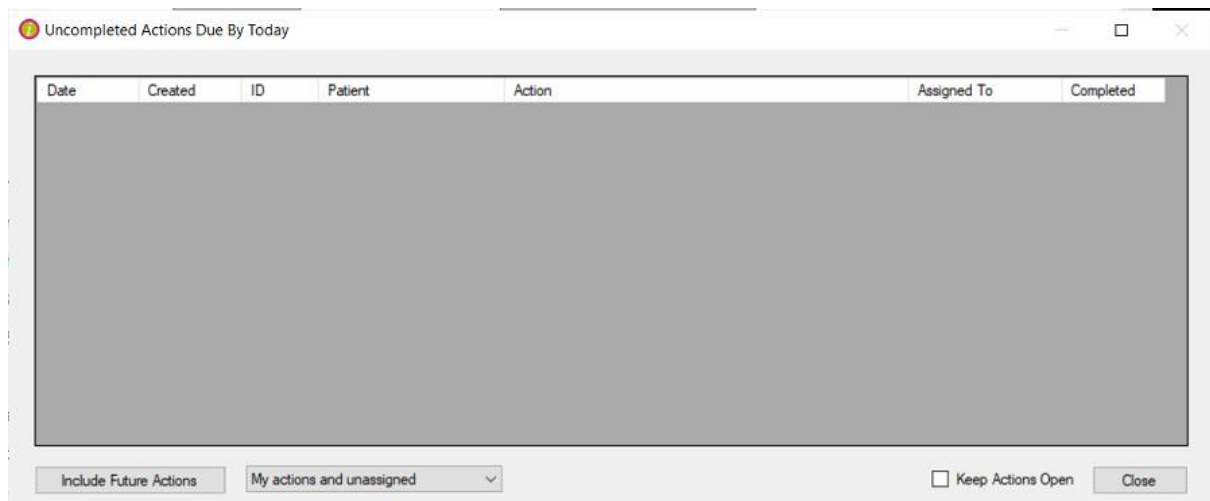 Uncompleted Actions Due By Today
Date Created ID Patient Action Assigned To Completed
Include Future Actions My actions and unassigned Keep Actions Open Close